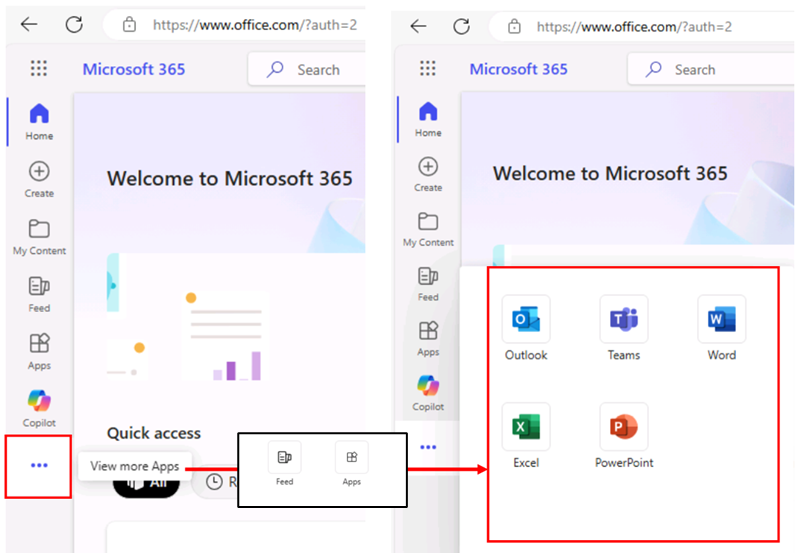 https://www.office.com/?auth=2
Microsoft 365
Search
Home
Create
My Content
Feed
Apps
Copilot
Welcome to Microsoft 365
Quick access
View more Apps
All
R
Feed
Apps
https://www.office.com/?auth=2
Microsoft 365
Search
Home
Create
My Content
Feed
Apps
Copilot
Welcome to Microsoft 365
Outlook
Teams
Word
Excel
PowerPoint